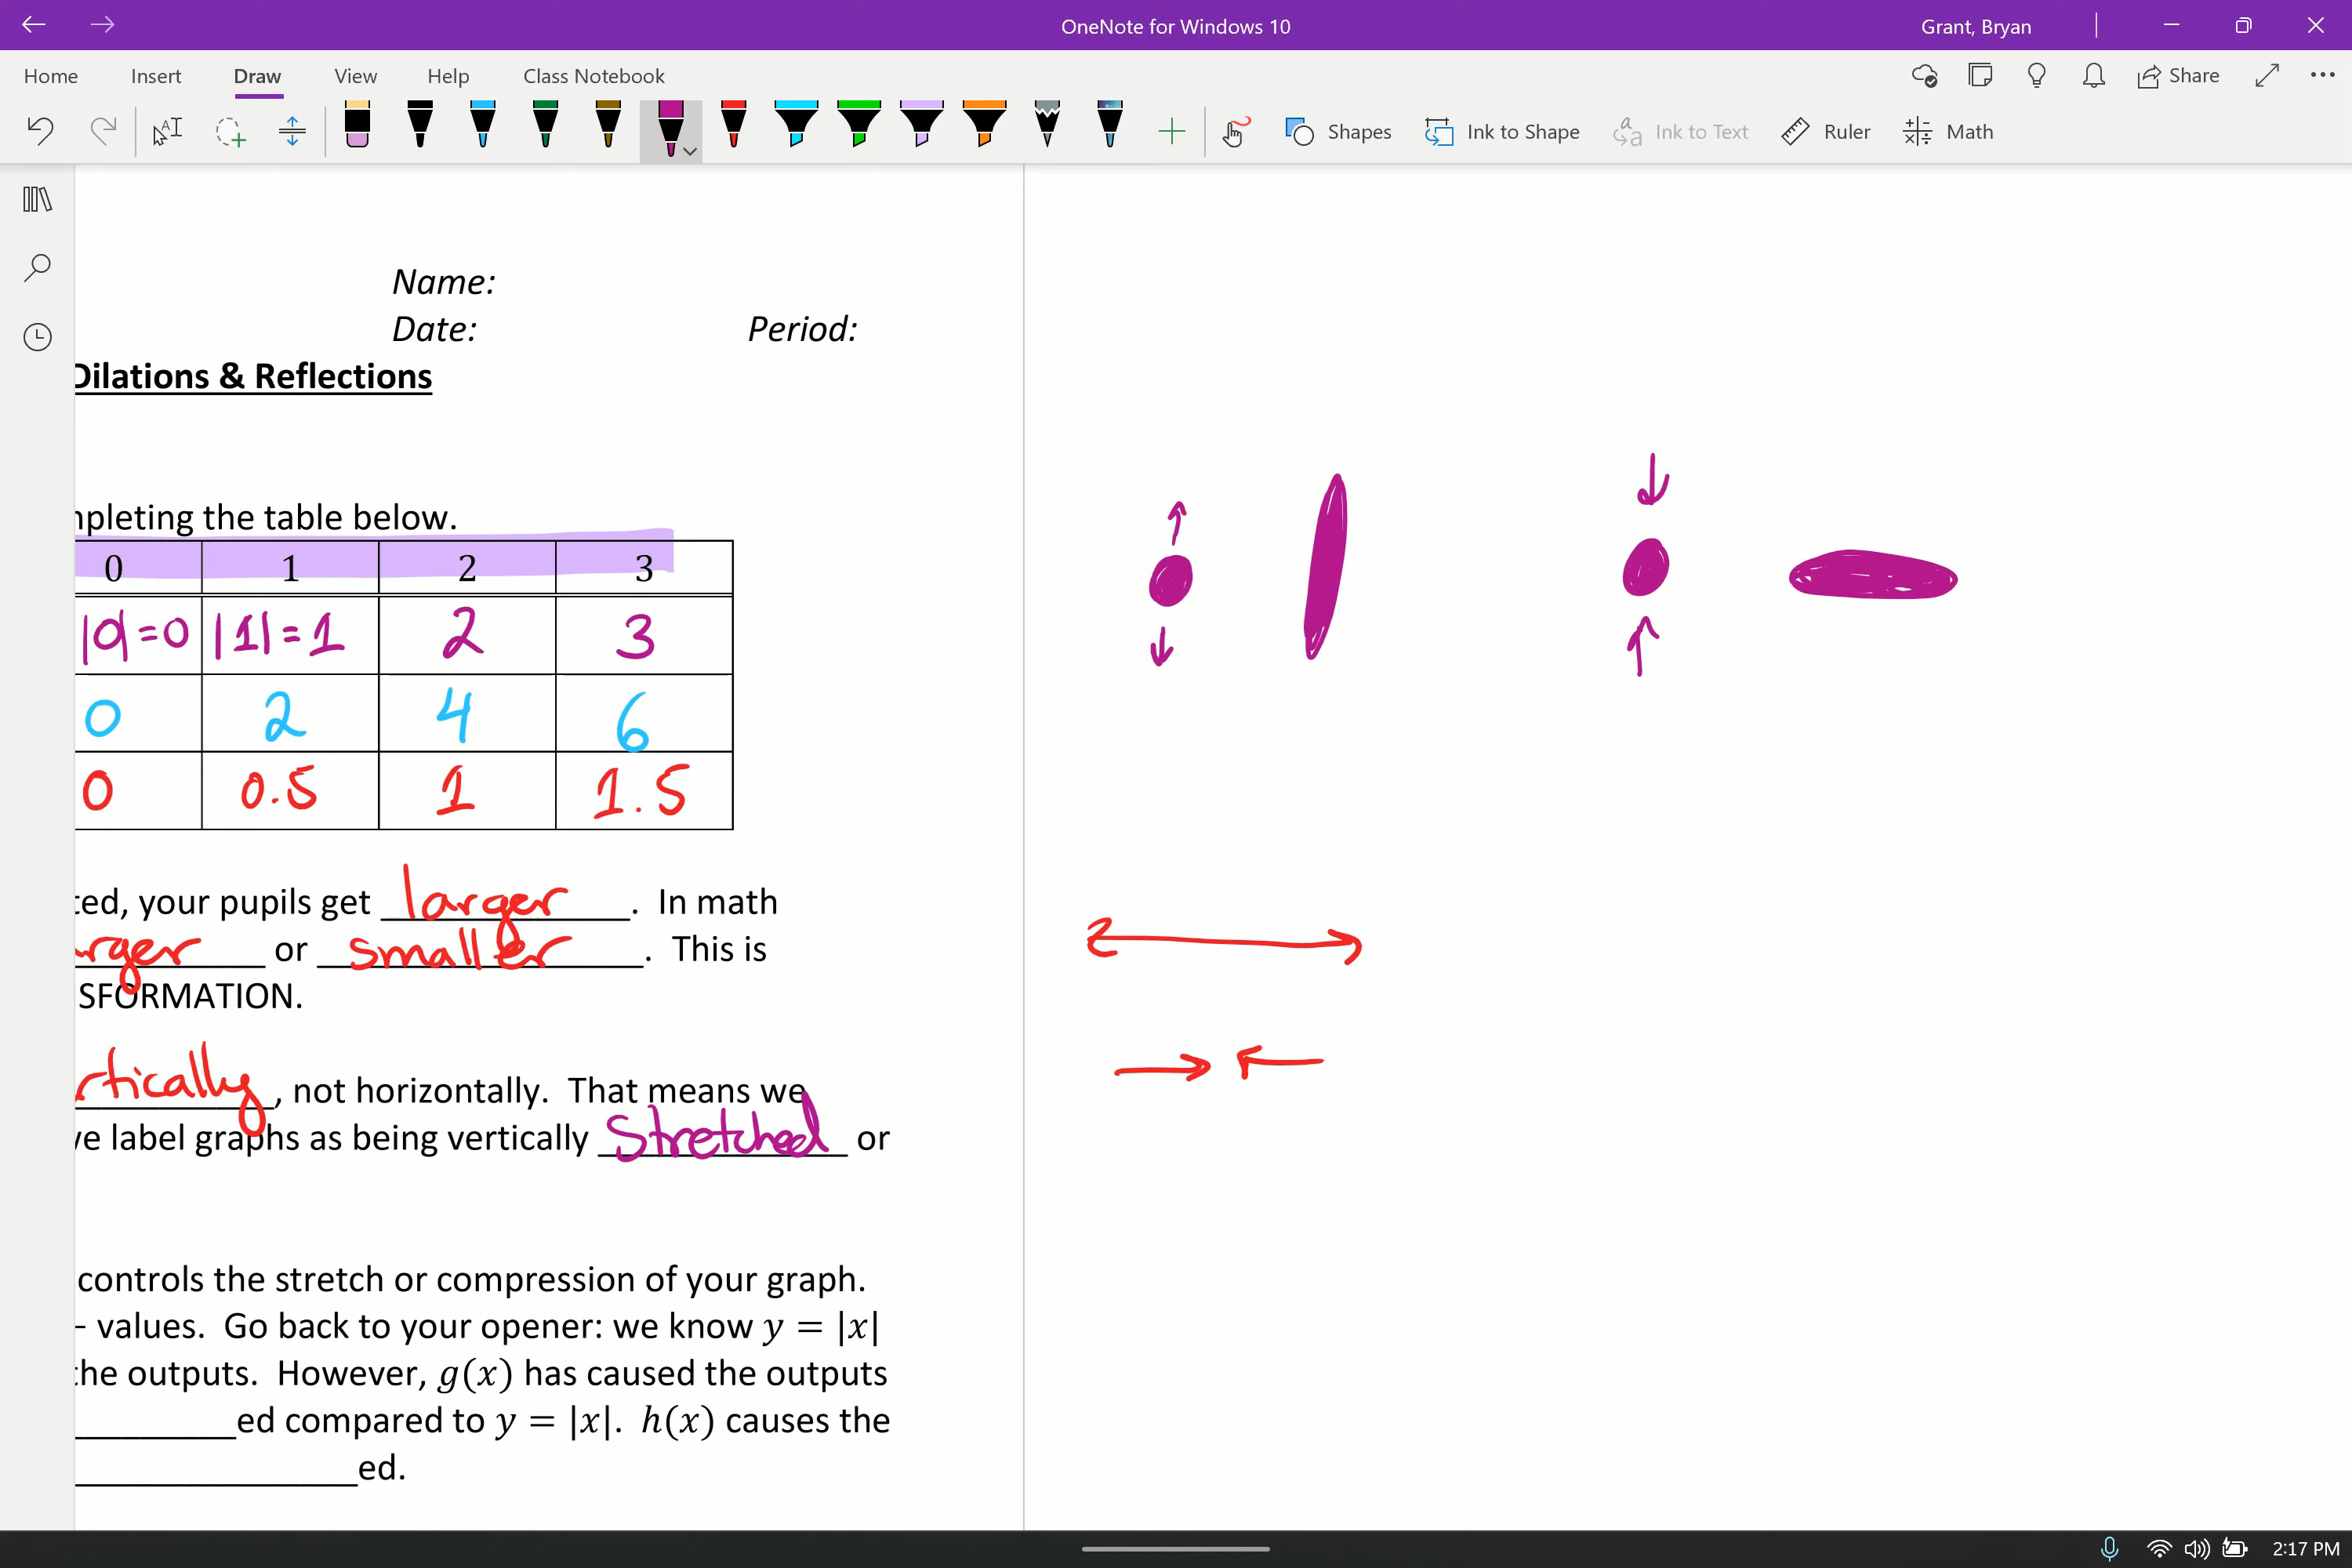 OneNote for Windows 10
Grant, Bryan
Home Insert Draw View Help Class Notebook
Share
Shapes Ink to Shape Ink to Text Ruler Math
Name:
Date: Period:
Dilations & Reflections
mpleting the table below.
0 1 2 3
|0|=0 |1|=1 2 3
0 2 4 6
0 0.5 1 1.5
ted, your pupils get larger. In math
arger or smaller. This is
SFORMATION.
rtically, not horizontally. That means we
ve label graphs as being vertically stretched or
controls the stretch or compression of your graph.
- values. Go back to your opener: we know y = |x|
the outputs. However, g(x) has caused the outputs
__________ed compared to y = |x|. h(x) causes the
__________________ed.
2:17 PM